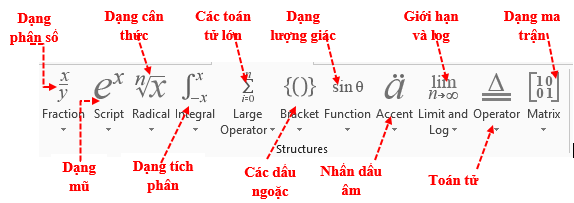 Dạng
phân số
Dạng căn
thức
Các toán
tử lớn
Dạng
lượng giác
Giới hạn
và log
Dạng ma
trận
x/y
e^x
n√x
∫_{-x}^{x}
n
Σ
i=0
{()}
sin θ
ä
lim
n→∞
△
[1 0
0 1]
Fraction Script Radical Integral Large Bracket Function Accent Limit and Operator Matrix
Operator Log
Structures
Dạng
mũ
Dạng tích
phân
Các dấu
ngoặc
Nhấn dấu
âm
Toán tử